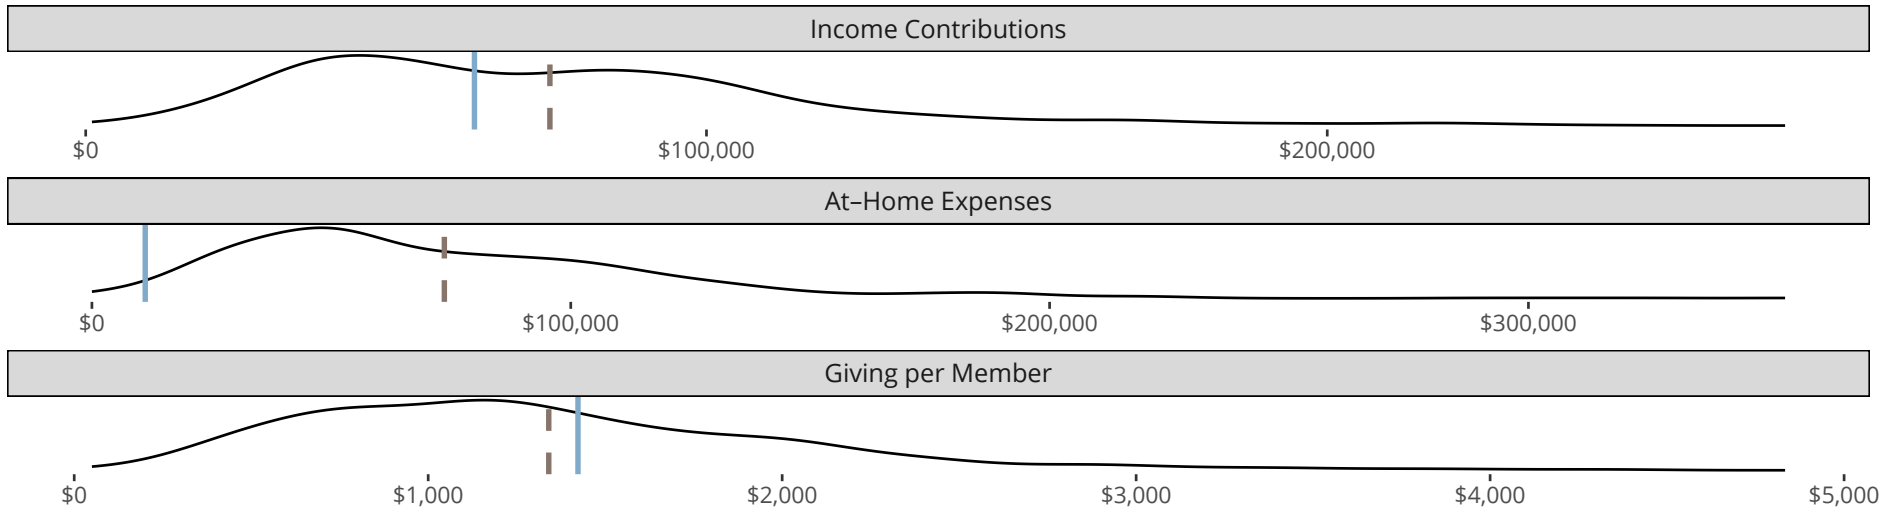 Income Contributions
$0 $100,000 $200,000
At–Home Expenses
$0 $100,000 $200,000 $300,000
Giving per Member
$0 $1,000 $2,000 $3,000 $4,000 $5,000